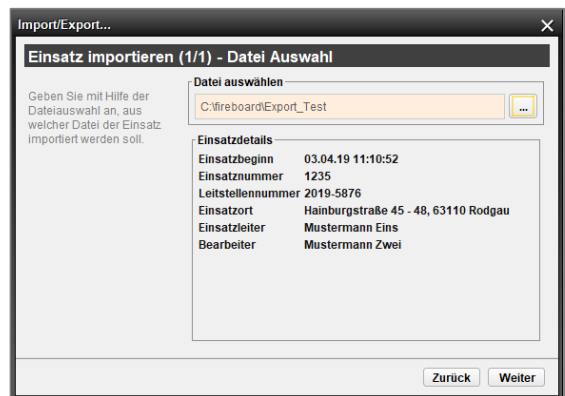 Import/Export...
Einsatz importieren (1/1) - Datei Auswahl
Geben Sie mit Hilfe der
Dateiauswahl an, aus
welcher Datei der Einsatz
importiert werden soll.
Datei auswählen
C:\fireboard\Export_Test
...
Einsatzdetails
Einsatzbeginn 03.04.19 11:10:52
Einsatznummer 1235
Leitstellennummer 2019-5876
Einsatzort Hainburgstraße 45 - 48, 63110 Rodgau
Einsatzleiter Mustermann Eins
Bearbeiter Mustermann Zwei
Zurück Weiter